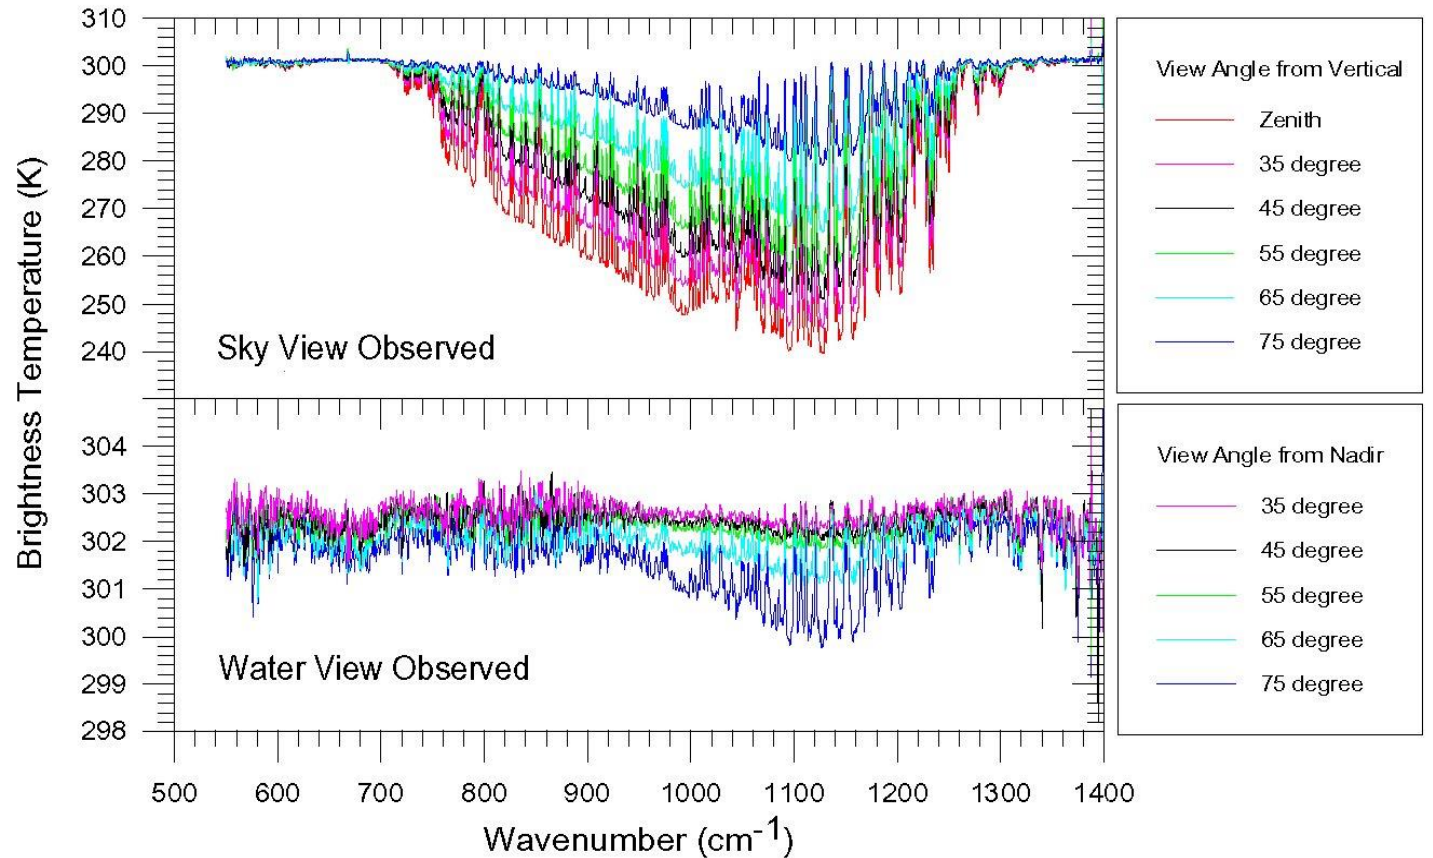 310
300
290
280
270
260
250
240
Sky View Observed
304
303
302
301
300
299
298
Water View Observed
Brightness Temperature (K)
500 600 700 800 900 1000 1100 1200 1300 1400
Wavenumber (cm-1)
View Angle from Vertical
Zenith
35 degree
45 degree
55 degree
65 degree
75 degree
View Angle from Nadir
35 degree
45 degree
55 degree
65 degree
75 degree